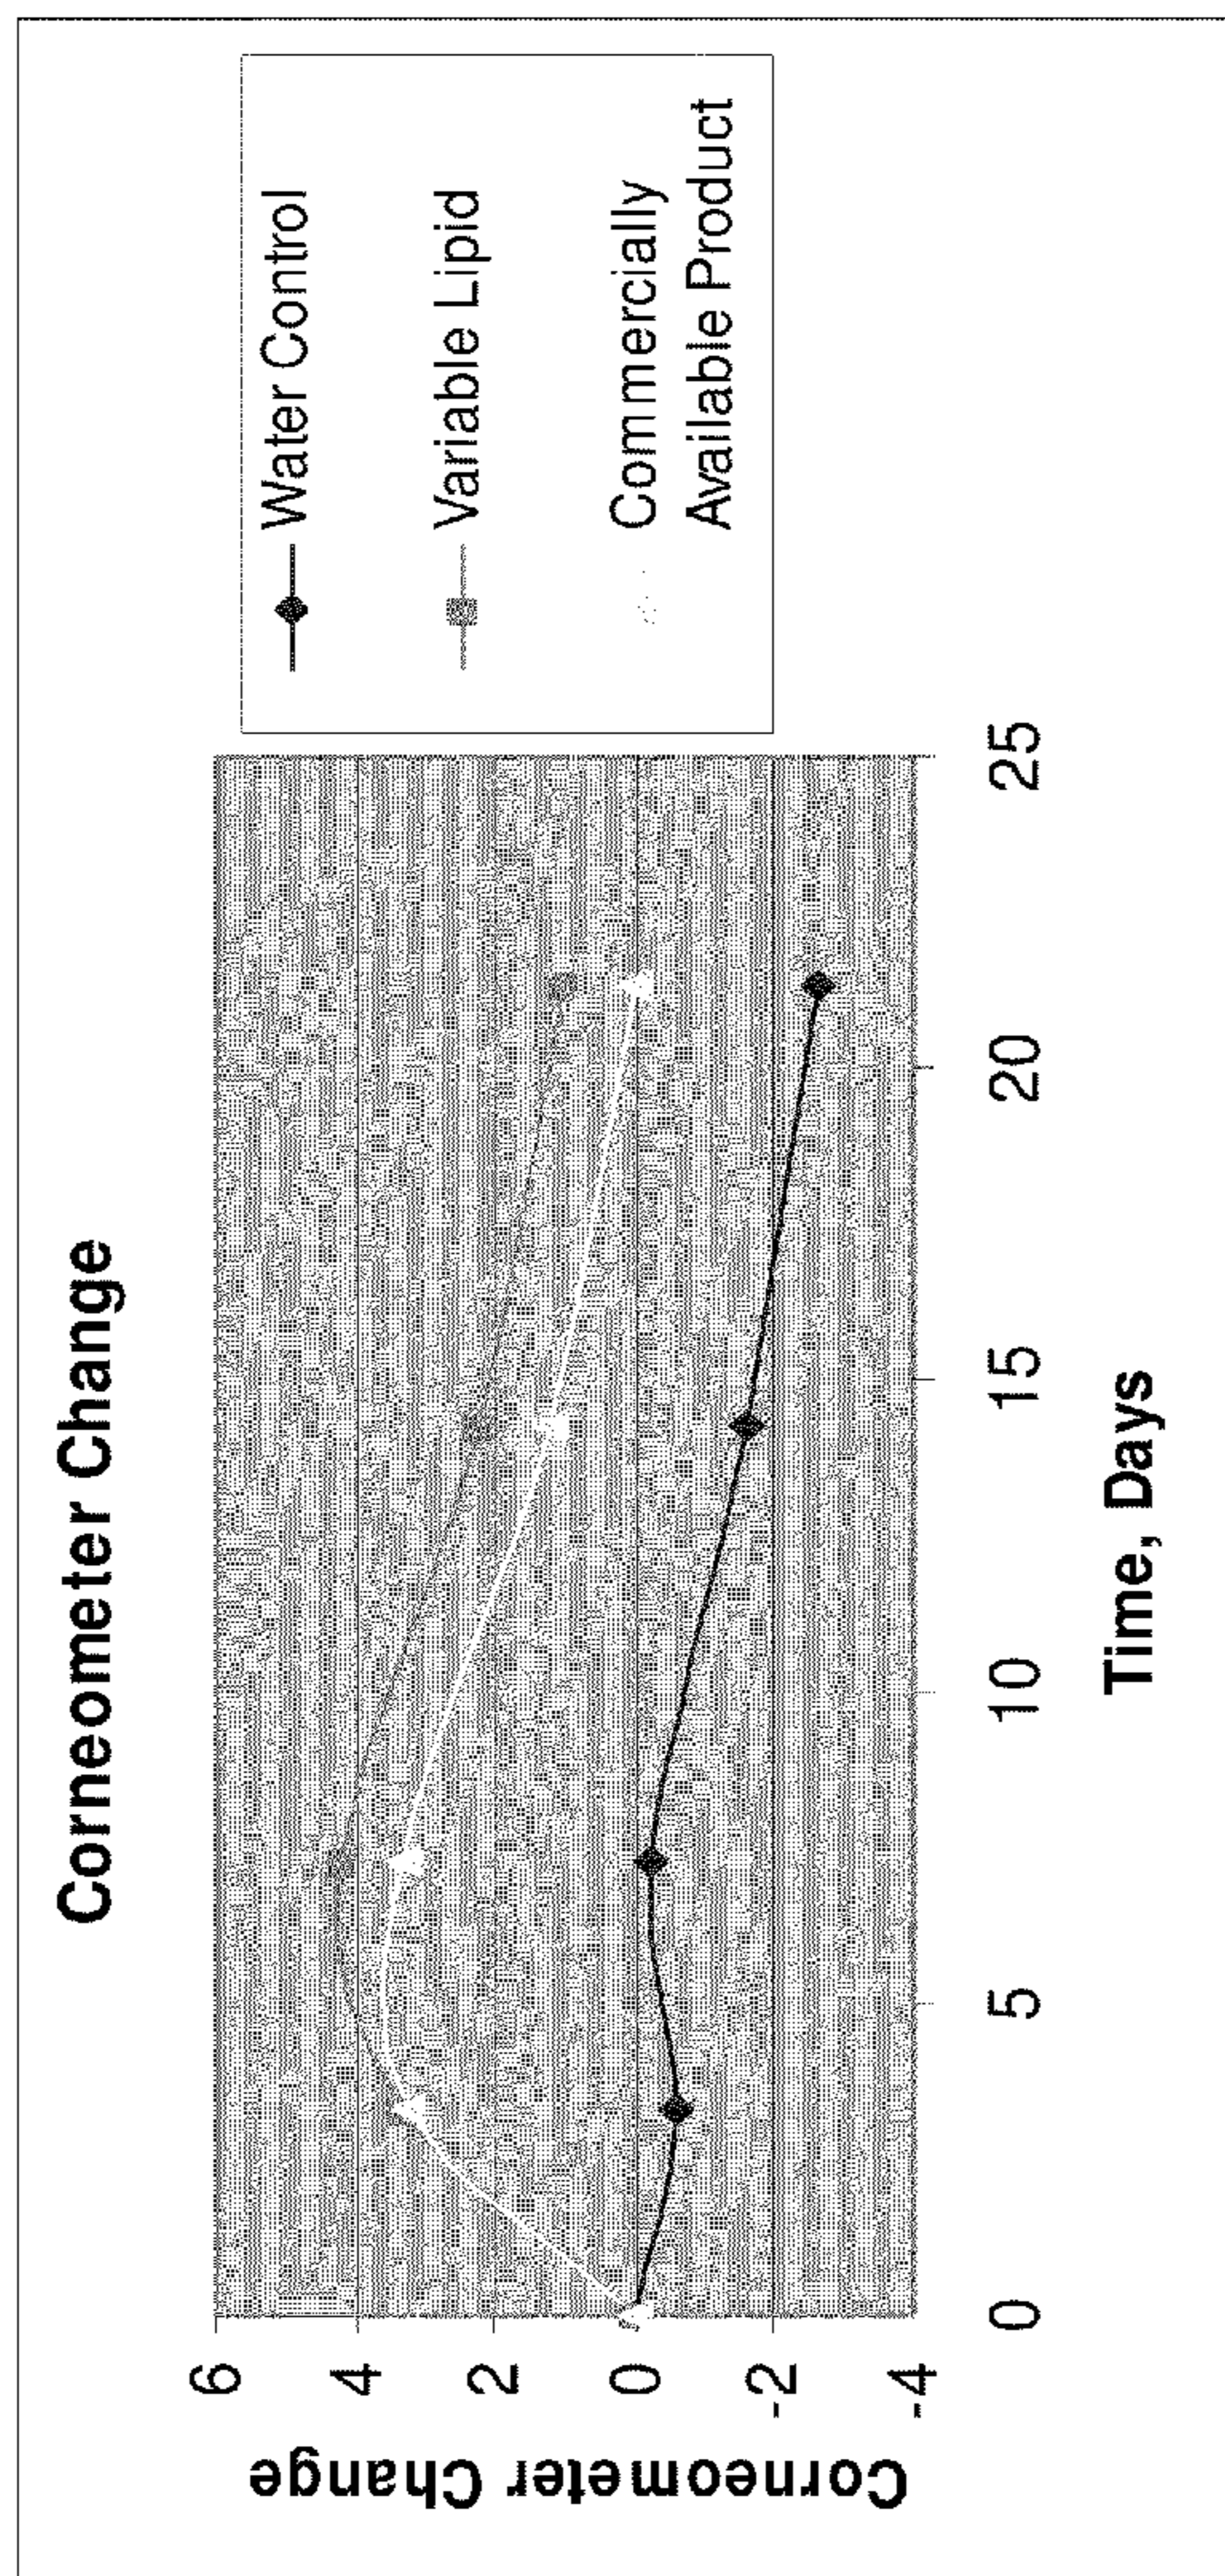 Corneometer Change
Corneometer Change
6
4
2
0
-2
-4
0
5
10
15
20
25
Time, Days
Water Control
Variable Lipid
Commercially
Available Product